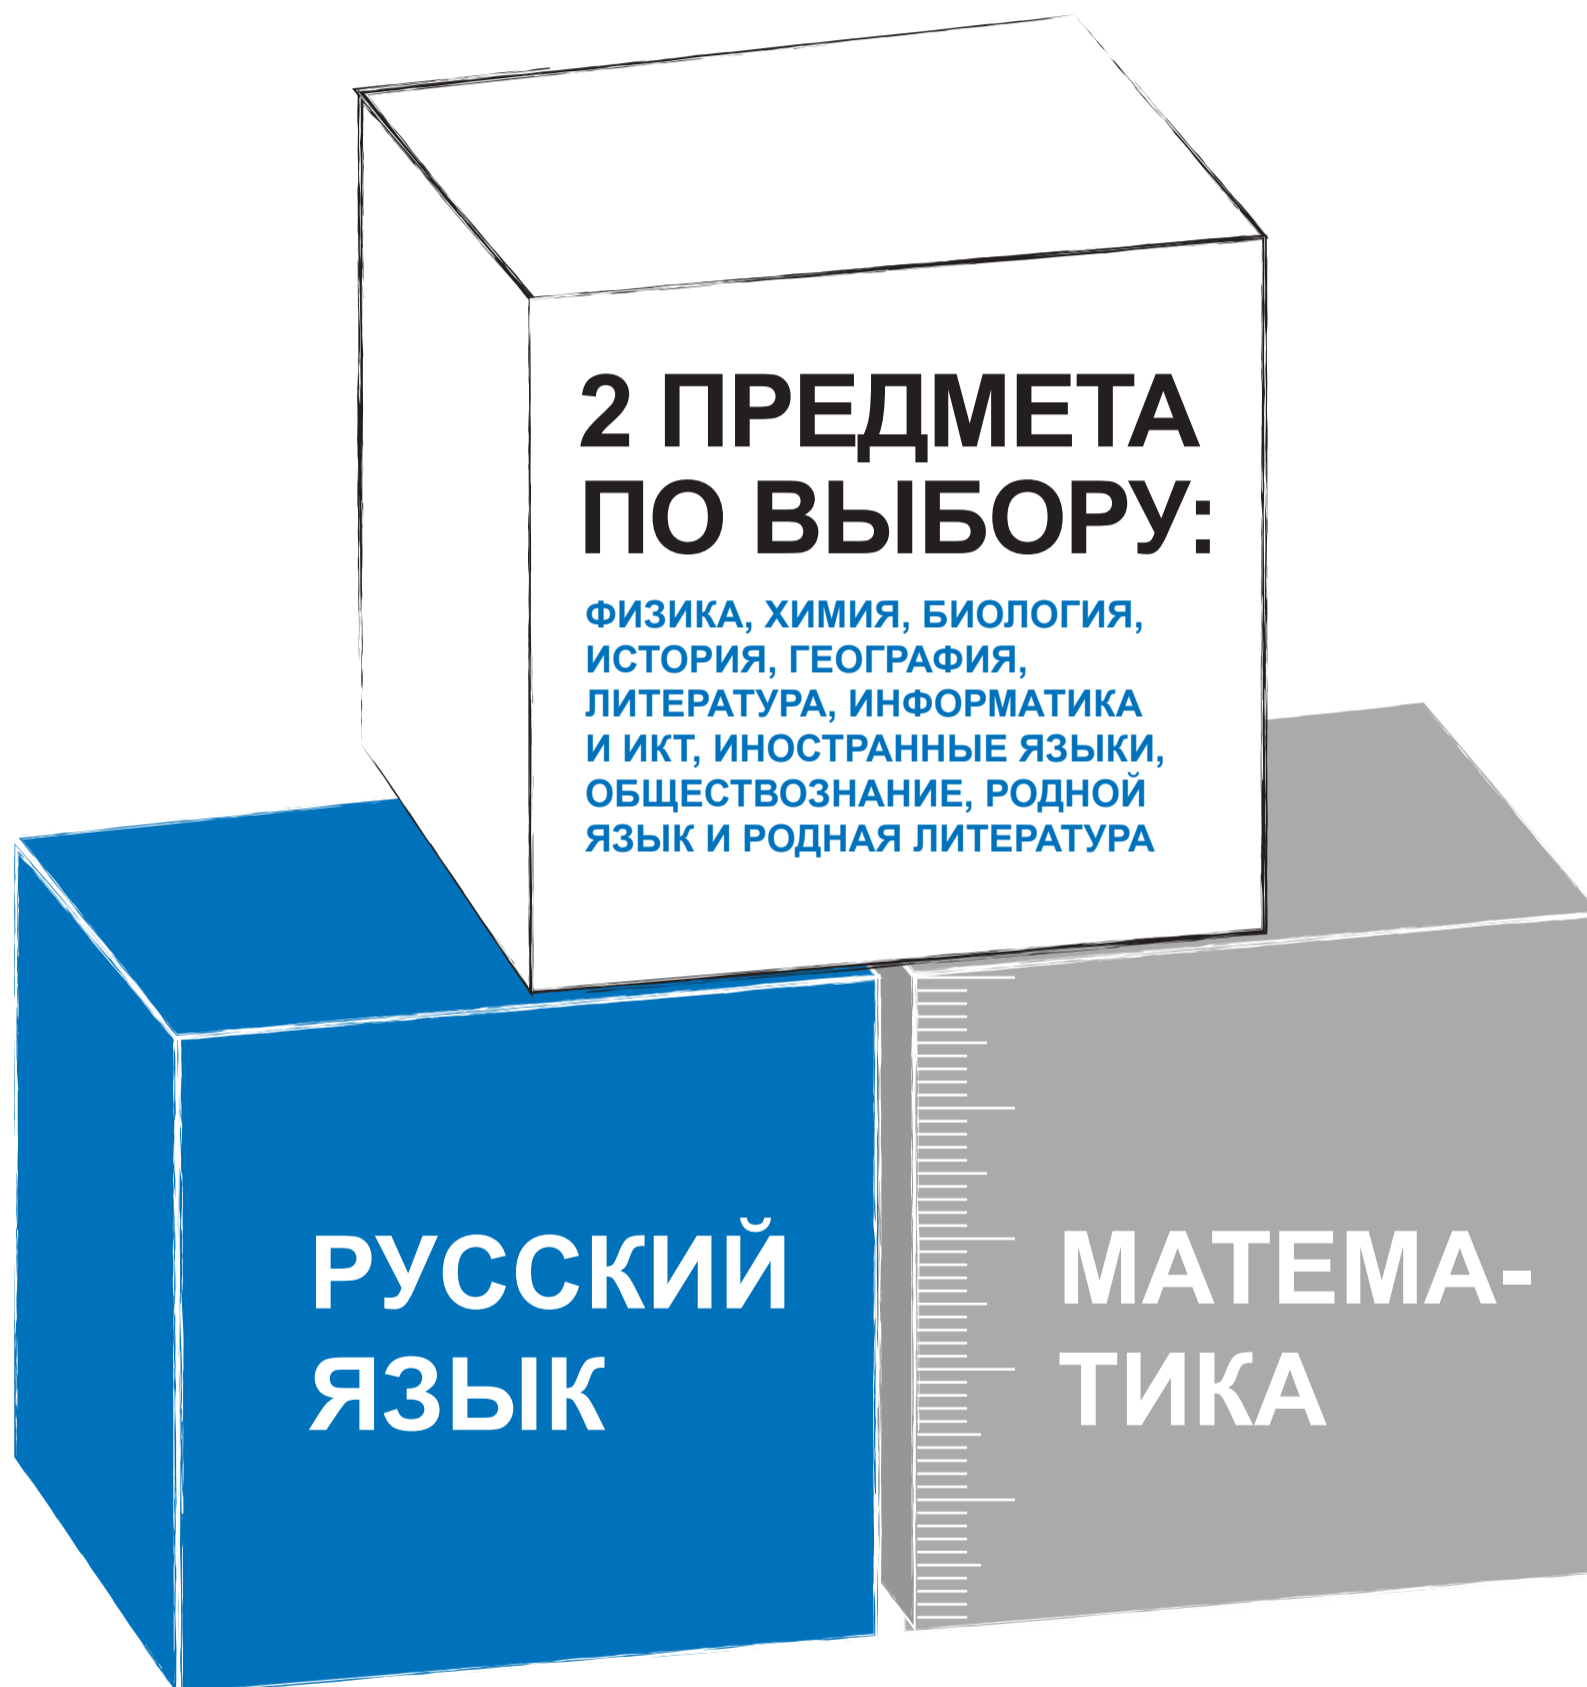 2 ПРЕДМЕТА
ПО ВЫБОРУ:
ФИЗИКА, ХИМИЯ, БИОЛОГИЯ,
ИСТОРИЯ, ГЕОГРАФИЯ,
ЛИТЕРАТУРА, ИНФОРМАТИКА
И ИКТ, ИНОСТРАННЫЕ ЯЗЫКИ,
ОБЩЕСТВОЗНАНИЕ, РОДНОЙ
ЯЗЫК И РОДНАЯ ЛИТЕРАТУРА
РУССКИЙ
ЯЗЫК
МАТЕМА-
ТИКА